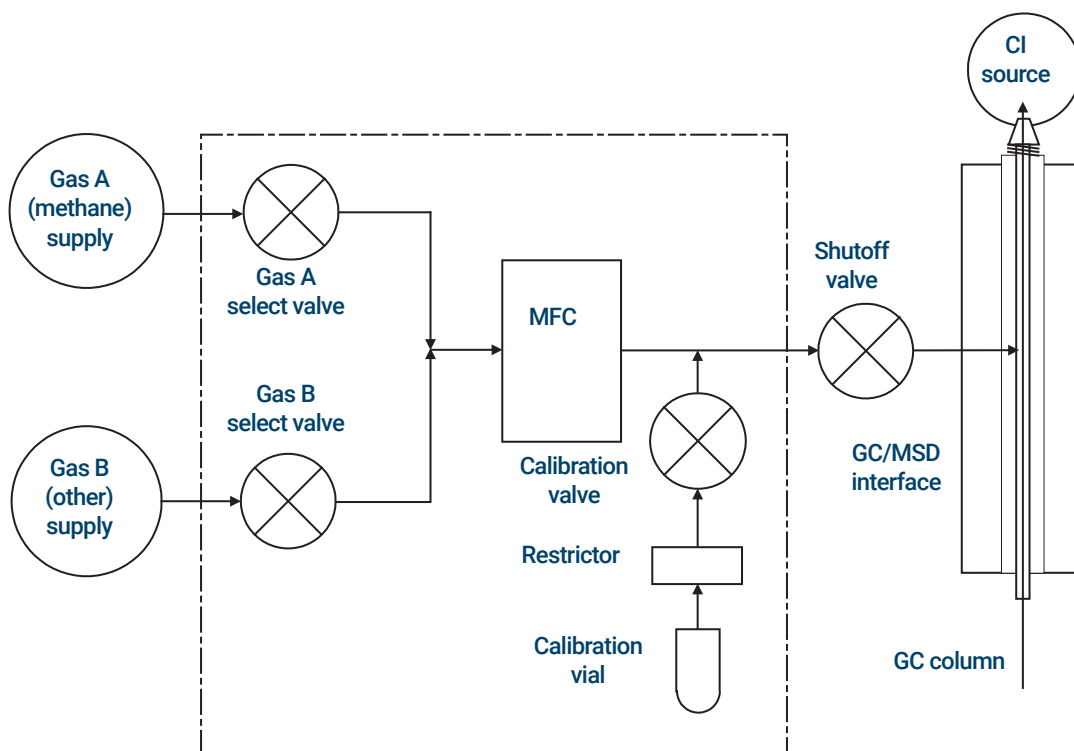 CI
source
Gas A
(methane)
supply
Gas A
select valve
Shutoff
valve
MFC
Gas B
select valve
Gas B
(other)
supply
Calibration
valve
GC/MSD
interface
Restrictor
Calibration
vial
GC column